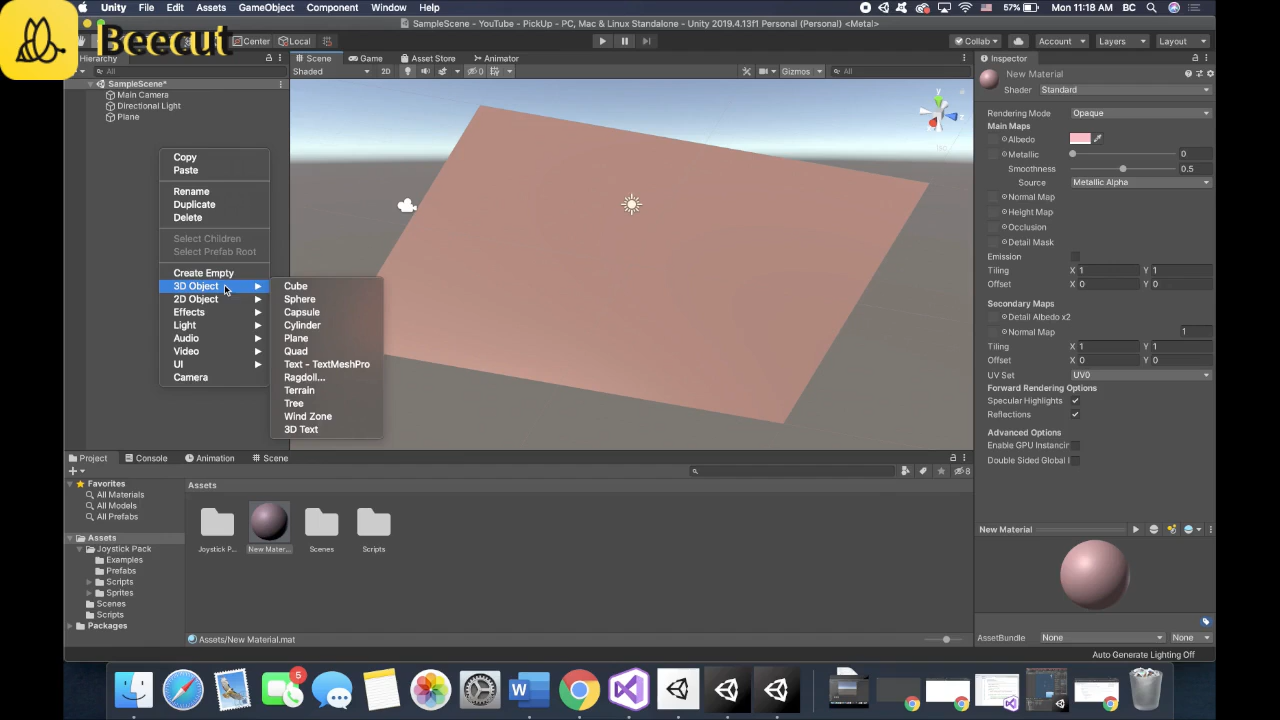 Unity File Edit Assets GameObject Component Window Help
57% Mon 11:18 AM BC
SampleScene - YouTube - PickUp - PC, Mac & Linux Standalone - Unity 2019.4.13f1 Personal (Personal) <Metal>
Beecut
Center Local
Collab Account Layers Layout
Hierarchy
All
SampleScene*
Main Camera
Directional Light
Plane
Copy
Paste
Rename
Duplicate
Delete
Select Children
Select Prefab Root
Create Empty
3D Object
2D Object
Effects
Light
Audio
Video
UI
Camera
Cube
Sphere
Capsule
Cylinder
Plane
Quad
Text - TextMeshPro
Ragdoll...
Terrain
Tree
Wind Zone
3D Text
Scene Game Asset Store Animator
Shaded 2D 0 Gizmos All
y
z
Inspector
New Material
Shader Standard
Rendering Mode Opaque
Main Maps
Albedo
Metallic 0
Smoothness 0.5
Source Metallic Alpha
Normal Map
Height Map
Occlusion
Detail Mask
Emission
Tiling X 1 Y 1
Offset X 0 Y 0
Secondary Maps
Detail Albedo x2
Normal Map 1
Tiling X 1 Y 1
Offset X 0 Y 0
UV Set UV0
Forward Rendering Options
Specular Highlights
Reflections
Advanced Options
Enable GPU Instancin
Double Sided Global I
New Material
AssetBundle None None
Auto Generate Lighting Off
Project Console Animation Scene
8
Favorites
All Materials
All Models
All Prefabs
Assets
Joystick Pack
Examples
Prefabs
Scripts
Sprites
Scenes
Scripts
Packages
Assets
Joystick P... New Mater... Scenes Scripts
Assets/New Material.mat
5
W